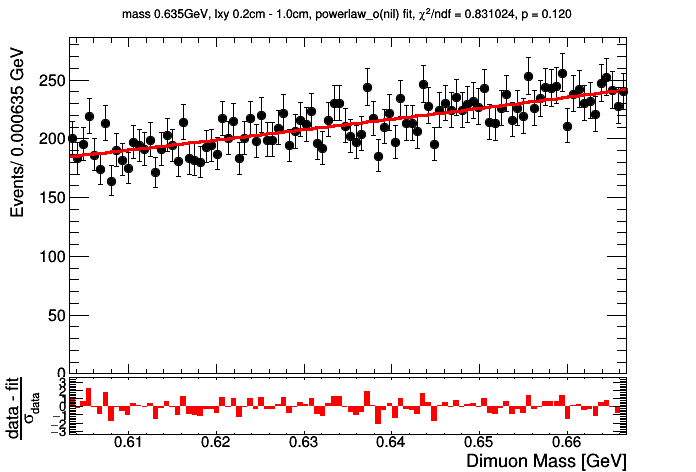 mass 0.635GeV, lxy 0.2cm - 1.0cm, powerlaw_o(nil) fit, χ²/ndf = 0.831024, p = 0.120
Events/ 0.000635 GeV
250
200
150
100
50
0
data - fit
σdata
3
2
1
0
−1
−2
−3
0.61 0.62 0.63 0.64 0.65 0.66
Dimuon Mass [GeV]